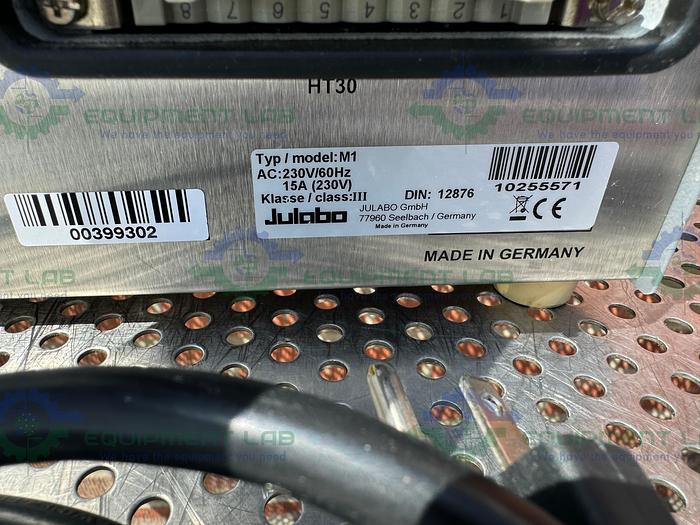 8 7 6 5 4 3 2 1
HT30
Typ / model:M1
AC:230V/60Hz
15A (230V)
Klasse / class:III
DIN: 12876
10255571
Julabo
JULABO GmbH
77960 Seelbach / Germany
Made in Germany
CE
00399302
MADE IN GERMANY
EQUIPMENT LAB
We have the equipment you need